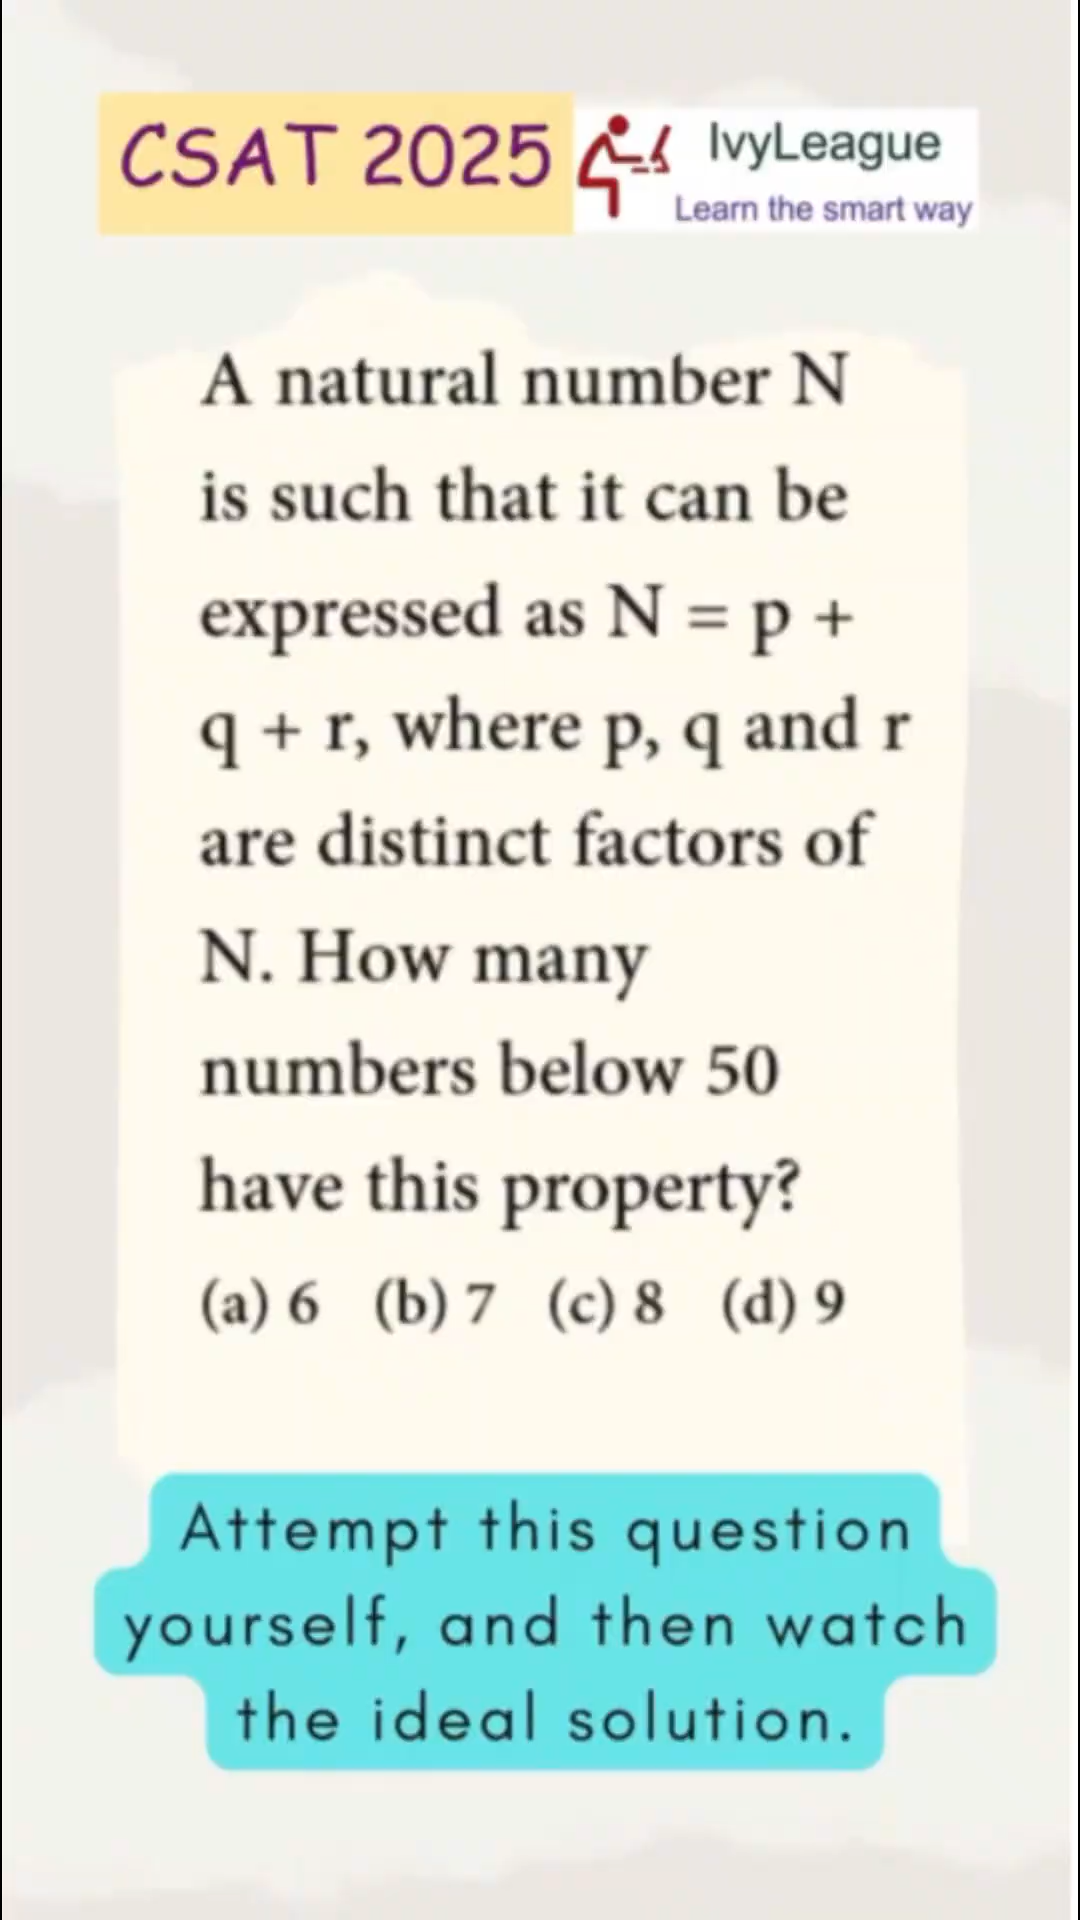 CSAT 2025
IvyLeague
Learn the smart way
A natural number N
is such that it can be
expressed as N = p +
q + r, where p, q and r
are distinct factors of
N. How many
numbers below 50
have this property?
(a) 6 (b) 7 (c) 8 (d) 9
Attempt this question
yourself, and then watch
the ideal solution.